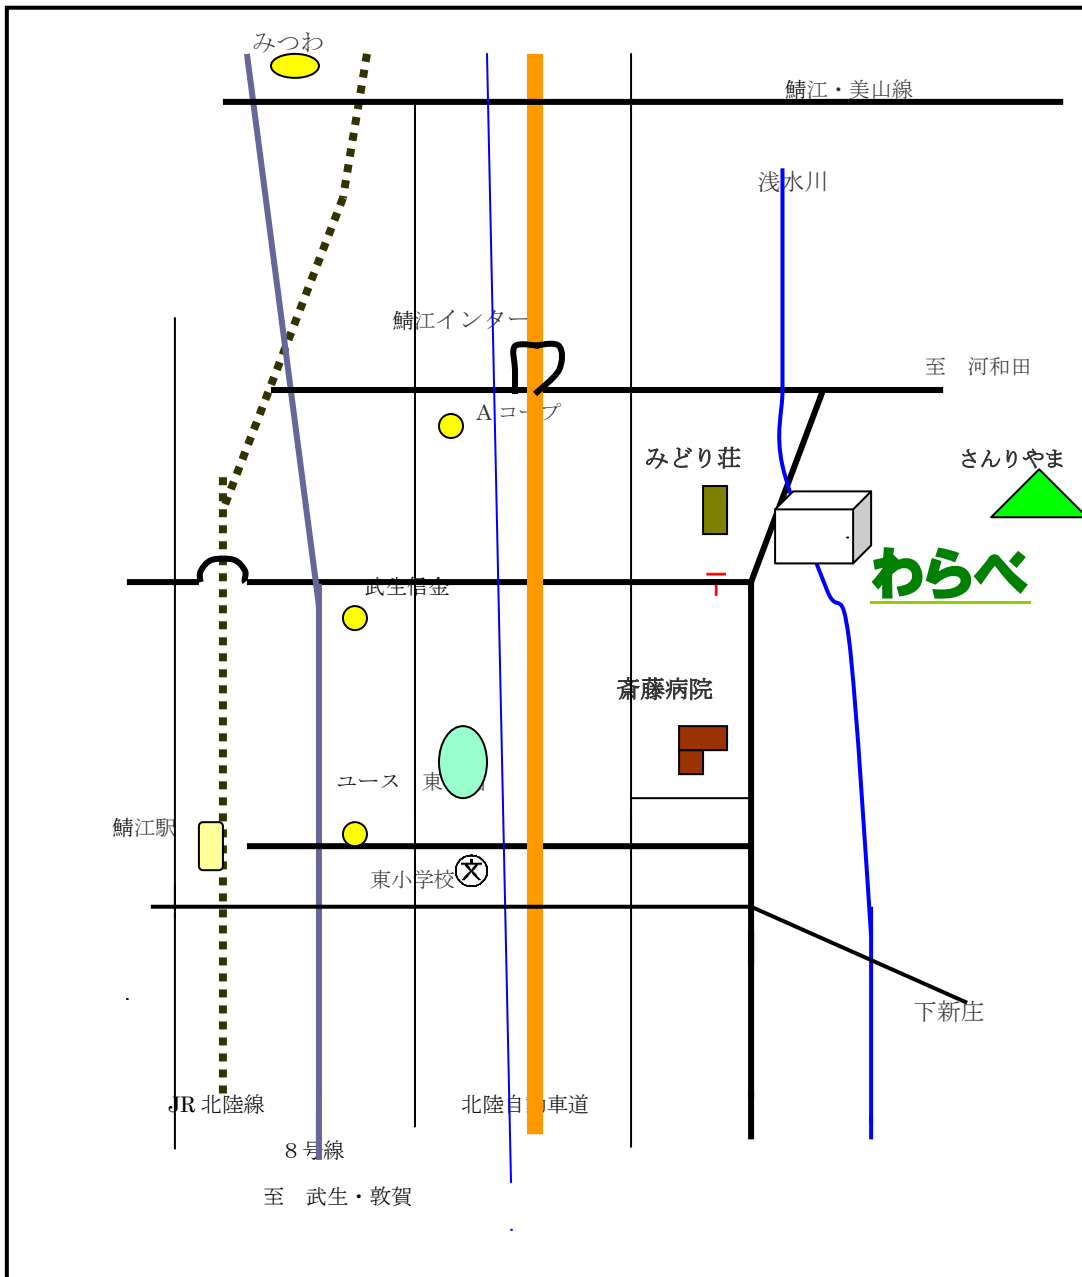 みつわ
鯖江・美山線
浅水川
鯖江インター
至　河和田
Aコープ
みどり荘
さんりやま
わらべ
武生信金
斎藤病院
ユース
東
鯖江駅
文
東小学校
下新庄
JR 北陸線
北陸自動車道
８号線
至　武生・敦賀